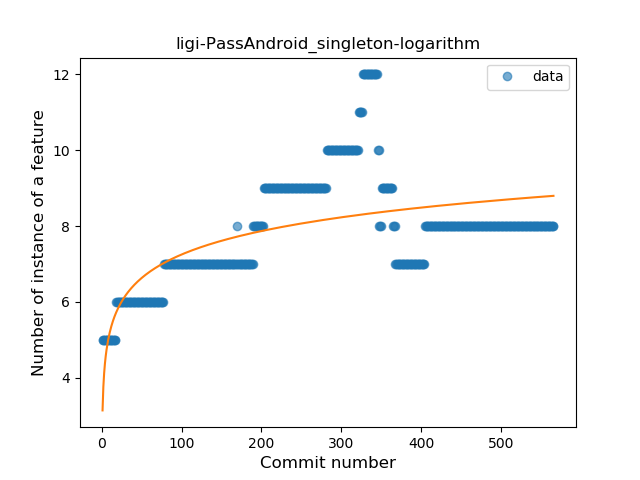 ligi-PassAndroid_singleton-logarithm
data
Number of instance of a feature
12
10
8
6
4
0 100 200 300 400 500
Commit number